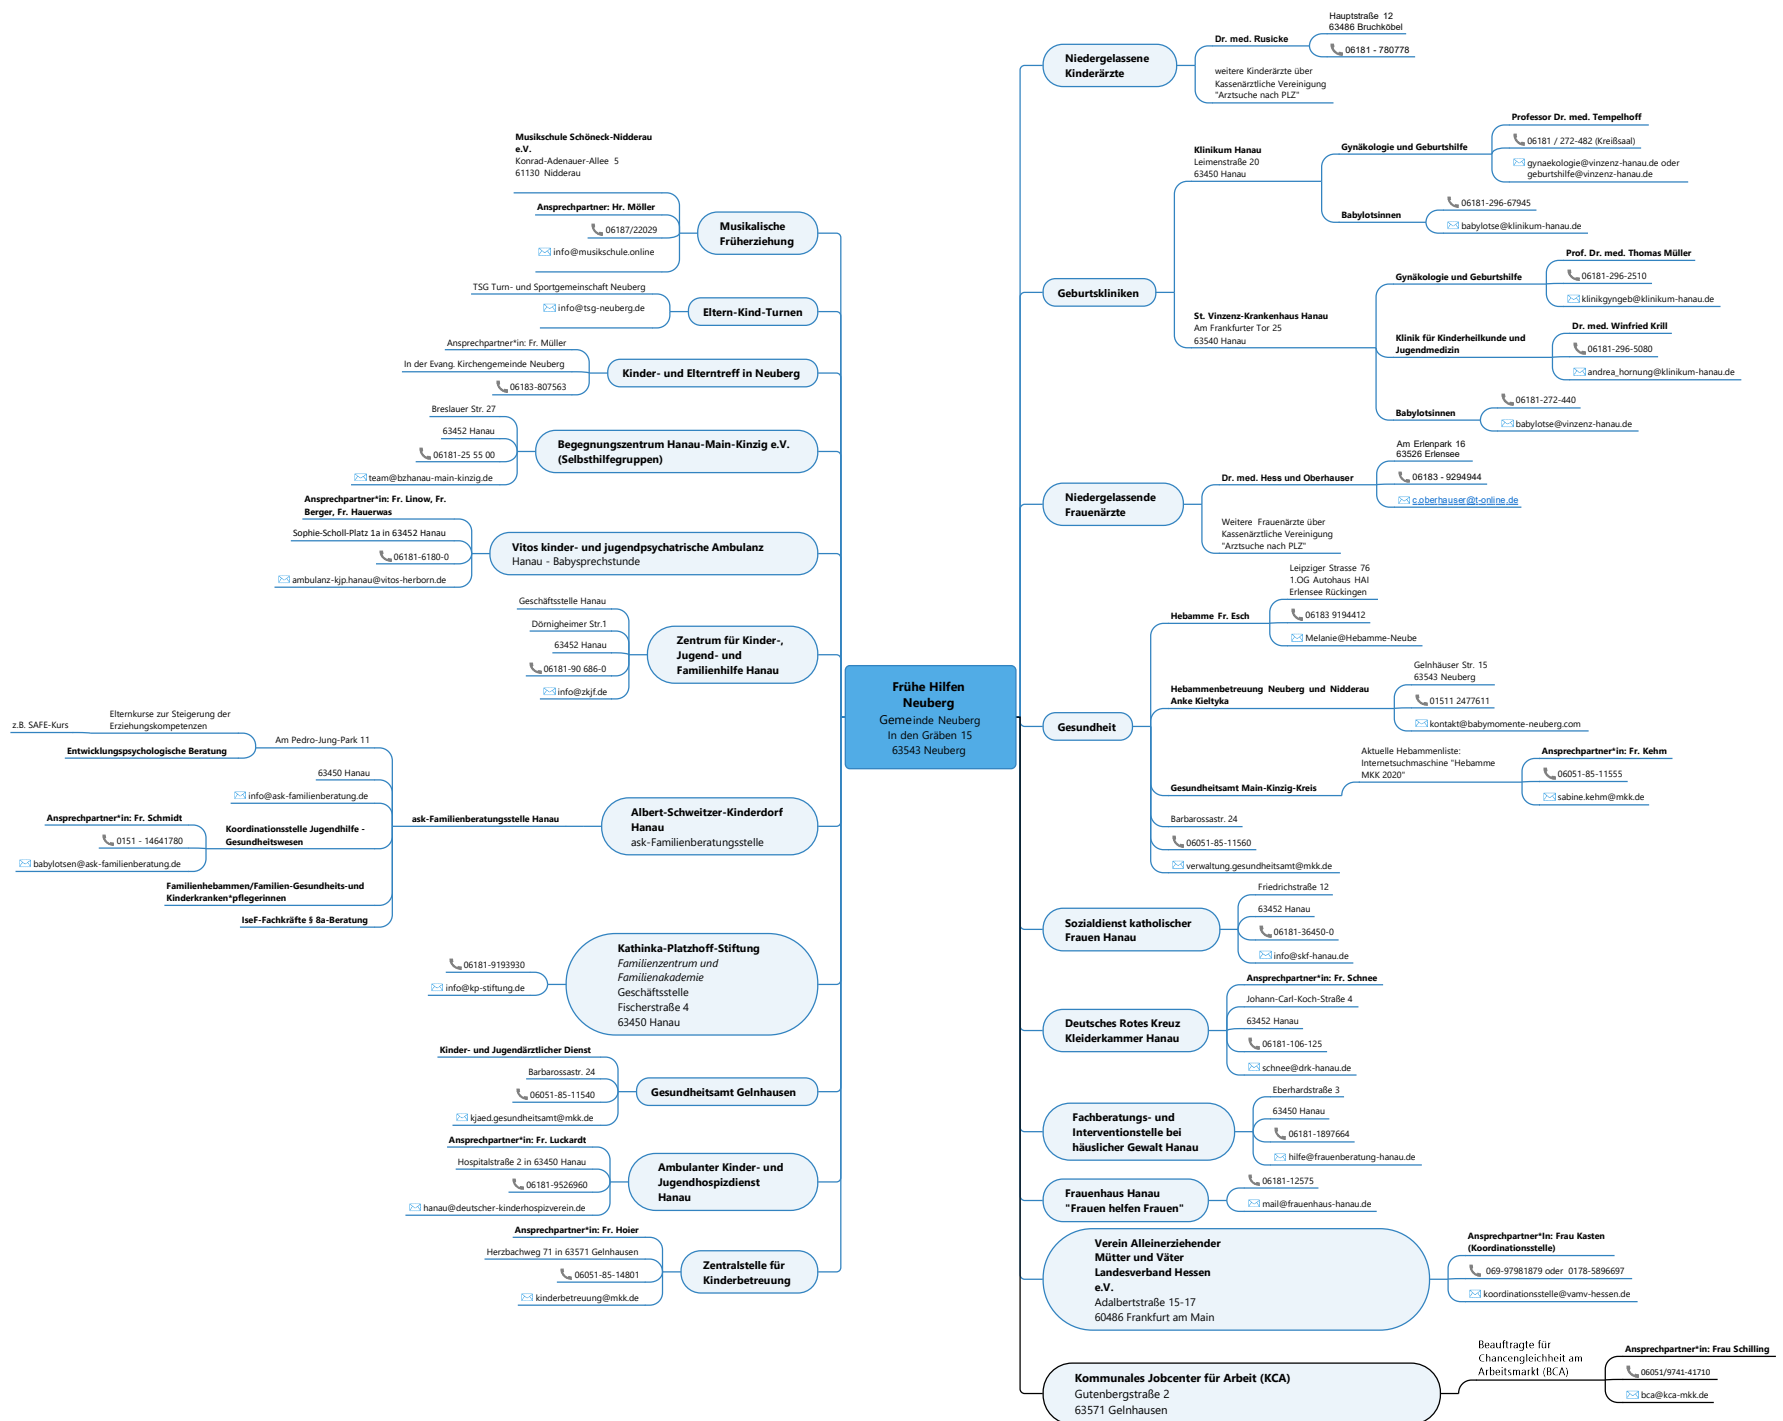 Frühe Hilfen
Neuberg
Gemeinde Neuberg
In den Gräben 15
63543 Neuberg
Niedergelassene
Kinderärzte
Dr. med. Rusicke
Hauptstraße 12
63486 Bruchköbel
06181 - 780778
weitere Kinderärzte über
Kassenärztliche Vereinigung
"Arztsuche nach PLZ"
Geburtskliniken
Klinikum Hanau
Leimenstraße 20
63450 Hanau
Gynäkologie und Geburtshilfe
Professor Dr. med. Tempelhoff
06181 / 272-482 (Kreißsaal)
gynaekologie@vinzenz-hanau.de oder
geburtshilfe@vinzenz-hanau.de
Babylotsinnen
06181-296-67945
babylotse@klinikum-hanau.de
St. Vinzenz-Krankenhaus Hanau
Am Frankfurter Tor 25
63540 Hanau
Gynäkologie und Geburtshilfe
Prof. Dr. med. Thomas Müller
06181-296-2510
klinikgyngeb@klinikum-hanau.de
Klinik für Kinderheilkunde und
Jugendmedizin
Dr. med. Winfried Krill
06181-296-5080
andrea_hornung@klinikum-hanau.de
Babylotsinnen
06181-272-440
babylotse@vinzenz-hanau.de
Niedergelassende
Frauenärzte
Dr. med. Hess und Oberhauser
Am Erlenpark 16
63526 Erlensee
06183 - 9294944
c.oberhauser@t-online.de
Weitere Frauenärzte über
Kassenärztliche Vereinigung
"Arztsuche nach PLZ"
Gesundheit
Hebamme Fr. Esch
Leipziger Strasse 76
1.OG Autohaus HAI
Erlensee Rückingen
06183 9194412
Melanie@Hebamme-Neube
Hebammenbetreuung Neuberg und Nidderau
Anke Kieltyka
Gelnhäuser Str. 15
63543 Neuberg
01511 2477611
kontakt@babymomente-neuberg.com
Gesundheitsamt Main-Kinzig-Kreis
Aktuelle Hebammenliste:
Internetsuchmaschine "Hebamme
MKK 2020"
Ansprechpartner*in: Fr. Kehm
06051-85-11555
sabine.kehm@mkk.de
Barbarossastr. 24
06051-85-11560
verwaltung.gesundheitsamt@mkk.de
Sozialdienst katholischer
Frauen Hanau
Friedrichstraße 12
63452 Hanau
06181-36450-0
info@skf-hanau.de
Deutsches Rotes Kreuz
Kleiderkammer Hanau
Ansprechpartner*in: Fr. Schnee
Johann-Carl-Koch-Straße 4
63452 Hanau
06181-106-125
schnee@drk-hanau.de
Fachberatungs- und
Interventionstelle bei
häuslicher Gewalt Hanau
Eberhardstraße 3
63450 Hanau
06181-1897664
hilfe@frauenberatung-hanau.de
Frauenhaus Hanau
"Frauen helfen Frauen"
06181-12575
mail@frauenhaus-hanau.de
Verein Alleinerziehender
Mütter und Väter
Landesverband Hessen
e.V.
Adalbertstraße 15-17
60486 Frankfurt am Main
Ansprechpartner*In: Frau Kasten
(Koordinationsstelle)
069-97981879 oder 0178-5896697
koordinationsstelle@vamv-hessen.de
Kommunales Jobcenter für Arbeit (KCA)
Gutenbergstraße 2
63571 Gelnhausen
Beauftragte für
Chancengleichheit am
Arbeitsmarkt (BCA)
Ansprechpartner*in: Frau Schilling
06051/9741-41710
bca@kca-mkk.de
Musikalische
Früherziehung
Musikschule Schöneck-Nidderau
e.V.
Konrad-Adenauer-Allee 5
61130 Nidderau
Ansprechpartner: Hr. Möller
06187/22029
info@musikschule.online
Eltern-Kind-Turnen
TSG Turn- und Sportgemeinschaft Neuberg
info@tsg-neuberg.de
Kinder- und Elterntreff in Neuberg
Ansprechpartner*in: Fr. Müller
In der Evang. Kirchengemeinde Neuberg
06183-807563
Begegnungszentrum Hanau-Main-Kinzig e.V.
(Selbsthilfegruppen)
Breslauer Str. 27
63452 Hanau
06181-25 55 00
team@bzhanau-main-kinzig.de
Vitos kinder- und jugendpsychatrische Ambulanz
Hanau - Babysprechstunde
Ansprechpartner*in: Fr. Linow, Fr.
Berger, Fr. Hauerwas
Sophie-Scholl-Platz 1a in 63452 Hanau
06181-6180-0
ambulanz-kjp.hanau@vitos-herborn.de
Zentrum für Kinder-,
Jugend- und
Familienhilfe Hanau
Geschäftsstelle Hanau
Dörnigheimer Str.1
63452 Hanau
06181-90 686-0
info@zkjf.de
Albert-Schweitzer-Kinderdorf
Hanau
ask-Familienberatungsstelle
ask-Familienberatungsstelle Hanau
Am Pedro-Jung-Park 11
Elternkurse zur Steigerung der
Erziehungskompetenzen
z.B. SAFE-Kurs
Entwicklungspsychologische Beratung
63450 Hanau
info@ask-familienberatung.de
Koordinationsstelle Jugendhilfe -
Gesundheitswesen
Ansprechpartner*in: Fr. Schmidt
0151 - 14641780
babylotsen@ask-familienberatung.de
Familienhebammen/Familien-Gesundheits-und
Kinderkranken*pflegerinnen
IseF-Fachkräfte § 8a-Beratung
Kathinka-Platzhoff-Stiftung
Familienzentrum und
Familienakademie
Geschäftsstelle
Fischerstraße 4
63450 Hanau
06181-9193930
info@kp-stiftung.de
Gesundheitsamt Gelnhausen
Kinder- und Jugendärztlicher Dienst
Barbarossastr. 24
06051-85-11540
kjaed.gesundheitsamt@mkk.de
Ambulanter Kinder- und
Jugendhospizdienst
Hanau
Ansprechpartner*in: Fr. Luckardt
Hospitalstraße 2 in 63450 Hanau
06181-9526960
hanau@deutscher-kinderhospizverein.de
Zentralstelle für
Kinderbetreuung
Ansprechpartner*in: Fr. Hoier
Herzbachweg 71 in 63571 Gelnhausen
06051-85-14801
kinderbetreuung@mkk.de